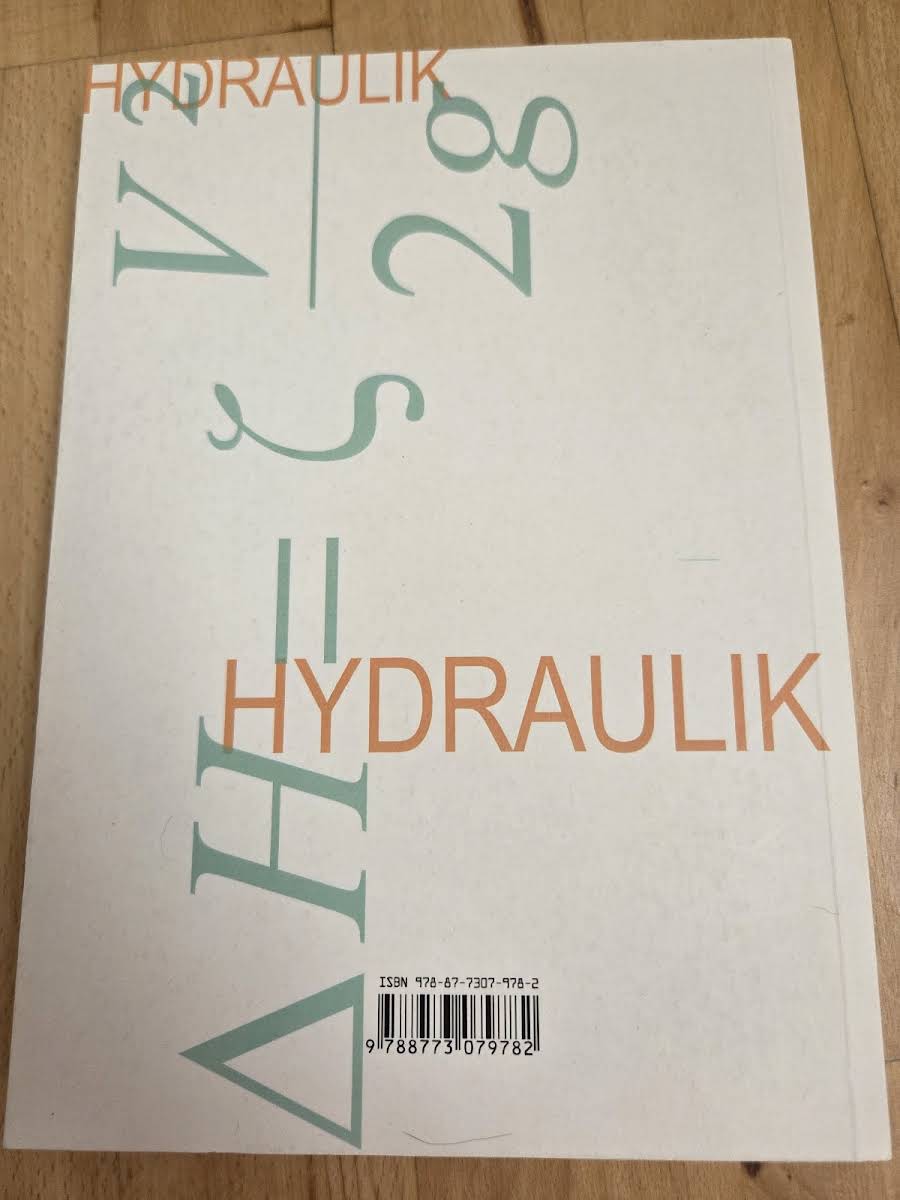 HYDRAULIK
ΔH = ζ V²/2g
HYDRAULIK
ISBN 978-87-7307-978-2
9 788773 079782